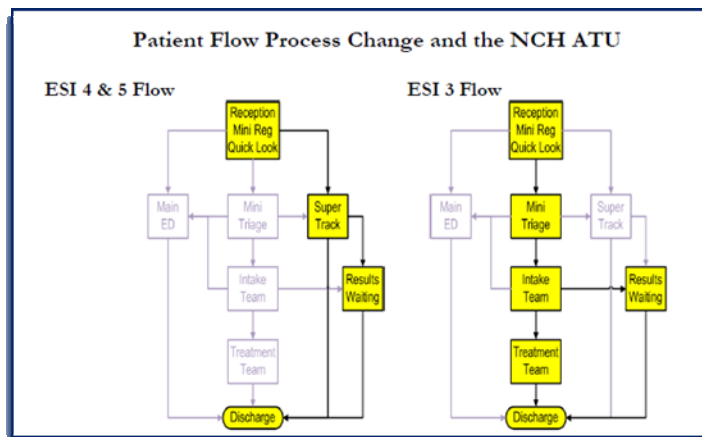 Patient Flow Process Change and the NCH ATU
ESI 4 & 5 Flow
Reception
Mini Reg
Quick Look
Main
ED
Mini
Triage
Super
Track
Intake
Team
Results
Waiting
Treatment
Team
Discharge
ESI 3 Flow
Reception
Mini Reg
Quick Look
Main
ED
Mini
Triage
Super
Track
Intake
Team
Results
Waiting
Treatment
Team
Discharge